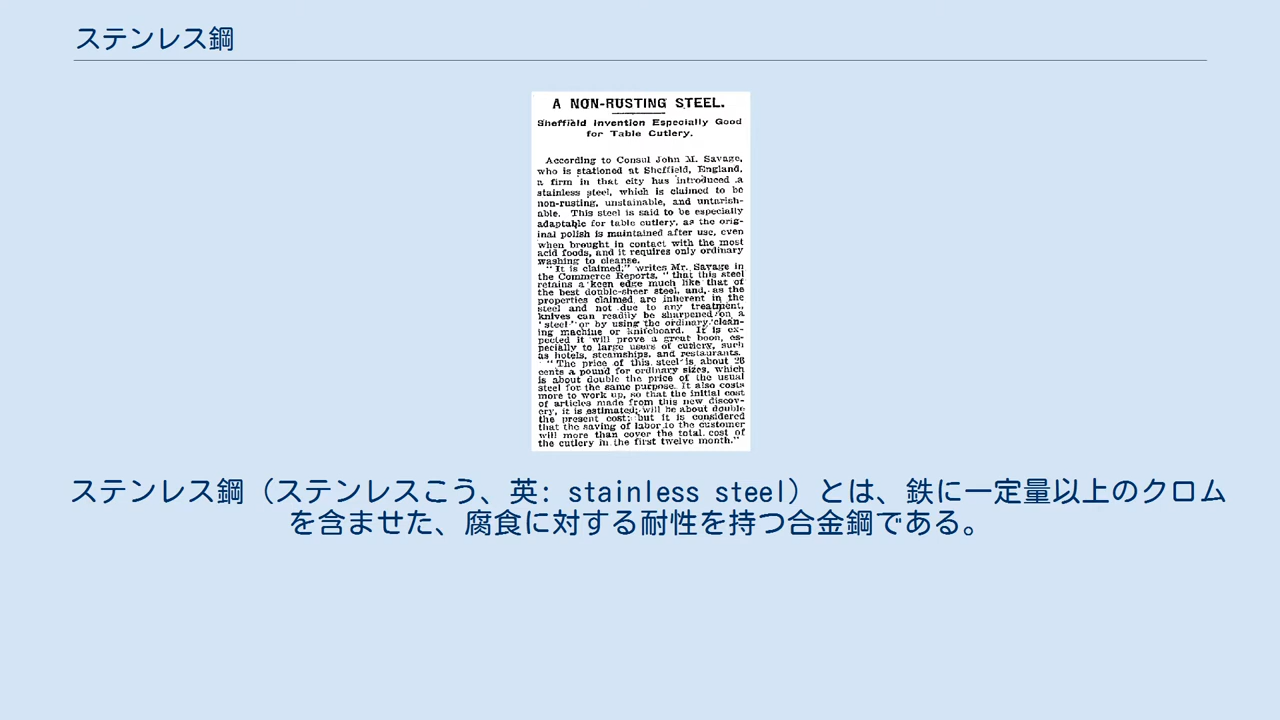 ステンレス鋼
A NON-RUSTING STEEL.
Sheffield Invention Especially Good
for Table Cutlery.
According to Consul John M. Savage,
who is stationed at Sheffield, England,
a firm in that city has introduced a
stainless steel, which is claimed to be
non-rusting, unstainable, and untarnish-
able. This steel is said to be especially
adaptable for table cutlery, as the orig-
inal polish is maintained after use, even
when brought in contact with the most
acid foods, and it requires only ordinary
washing to cleanse.
"It is claimed," writes Mr. Savage in
the Commerce Reports, "that this steel
retains a keen edge much like that of
the best double-sheer steel, and, as the
properties claimed are inherent in the
steel and not due to any treatment,
knives can readily be sharpened on a
'steel' or by using the ordinary clean-
ing machine or knifeboard. It is ex-
pected it will prove a great boon, es-
pecially to large users of cutlery, such
as hotels, steamships, and restaurants.
"The price of this steel is about 26
cents a pound for ordinary sizes, which
is about double the price of the usual
steel for the same purpose. It also costs
more to work up, so that the initial cost
of articles made from this new discov-
ery, it is estimated, will be about double
the present cost; but it is considered
that the saving of labor to the customer
will more than cover the total cost of
the cutlery in the first twelve month."
ステンレス鋼（ステンレスこう、英: stainless steel）とは、鉄に一定量以上のクロム
を含ませた、腐食に対する耐性を持つ合金鋼である。